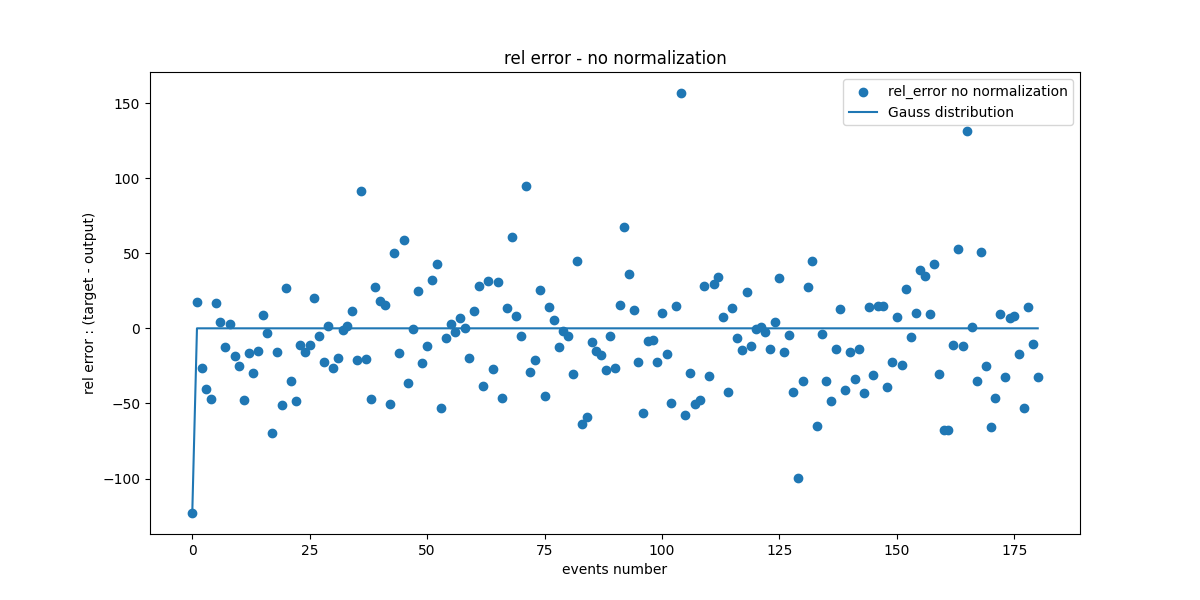 rel error - no normalization
rel_error no normalization
Gauss distribution
150
100
50
0
−50
−100
rel error : (target - output)
0
25
50
75
100
125
150
175
events number